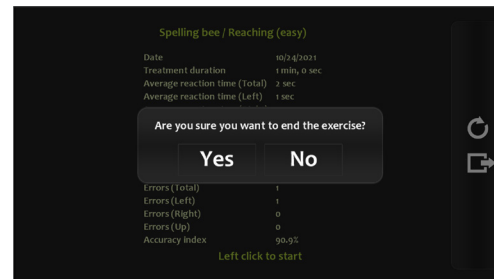 Spelling bee / Reaching (easy)
Date 10/24/2021
Treatment duration 1 min, 0 sec
Average reaction time (Total) 2 sec
Average reaction time (Left) 1 sec
Are you sure you want to end the exercise?
Yes No
Errors (Total) 1
Errors (Left) 1
Errors (Right) 0
Errors (Up) 0
Accuracy index 90.9%
Left click to start